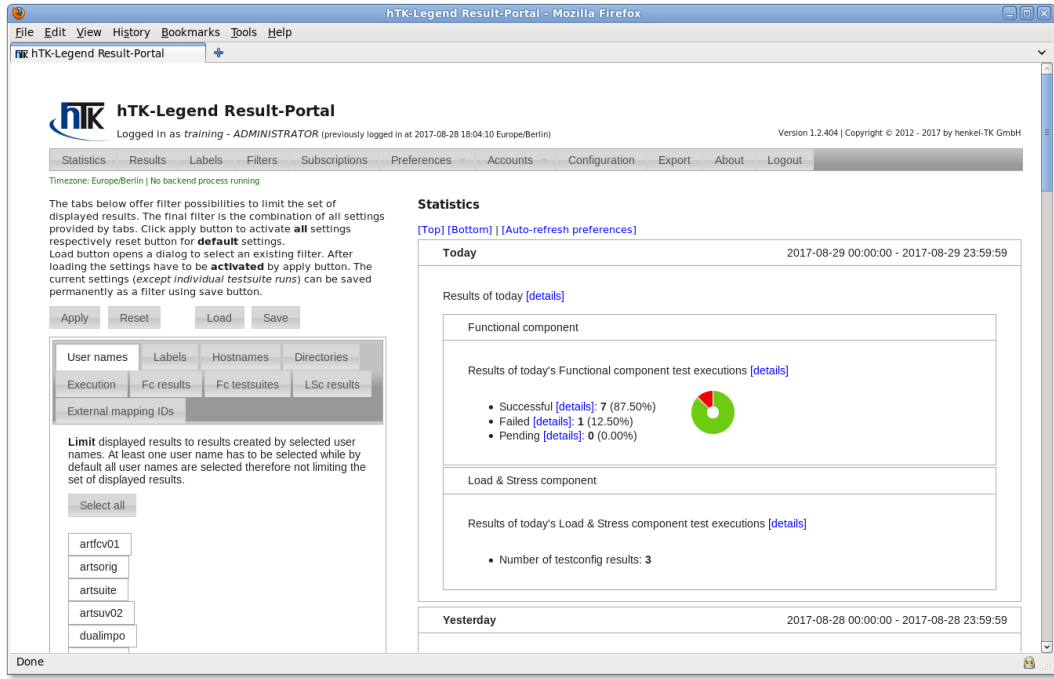 hTK-Legend Result-Portal - Mozilla Firefox
File Edit View History Bookmarks Tools Help
hTK hTK-Legend Result-Portal
hTK
hTK-Legend Result-Portal
Logged in as training - ADMINISTRATOR (previously logged in at 2017-08-28 18:04:10 Europe/Berlin)
Version 1.2.404 | Copyright © 2012 - 2017 by henkel-TK GmbH
Statistics Results Labels Filters Subscriptions Preferences Accounts Configuration Export About Logout
Timezone: Europe/Berlin | No backend process running
The tabs below offer filter possibilities to limit the set of
displayed results. The final filter is the combination of all settings
provided by tabs. Click apply button to activate all settings
respectively reset button for default settings.
Load button opens a dialog to select an existing filter. After
loading the settings have to be activated by apply button. The
current settings (except individual testsuite runs) can be saved
permanently as a filter using save button.
Apply Reset Load Save
User names Labels Hostnames Directories
Execution Fc results Fc testsuites LSc results
External mapping IDs
Limit displayed results to results created by selected user
names. At least one user name has to be selected while by
default all user names are selected therefore not limiting the
set of displayed results.
Select all
artfcv01
artsorig
artsuite
artsuv02
dualimpo
Statistics
[Top] [Bottom] | [Auto-refresh preferences]
Today 2017-08-29 00:00:00 - 2017-08-29 23:59:59
Results of today [details]
Functional component
Results of today's Functional component test executions [details]
• Successful [details]: 7 (87.50%)
• Failed [details]: 1 (12.50%)
• Pending [details]: 0 (0.00%)
Load & Stress component
Results of today's Load & Stress component test executions [details]
• Number of testconfig results: 3
Yesterday 2017-08-28 00:00:00 - 2017-08-28 23:59:59
Done